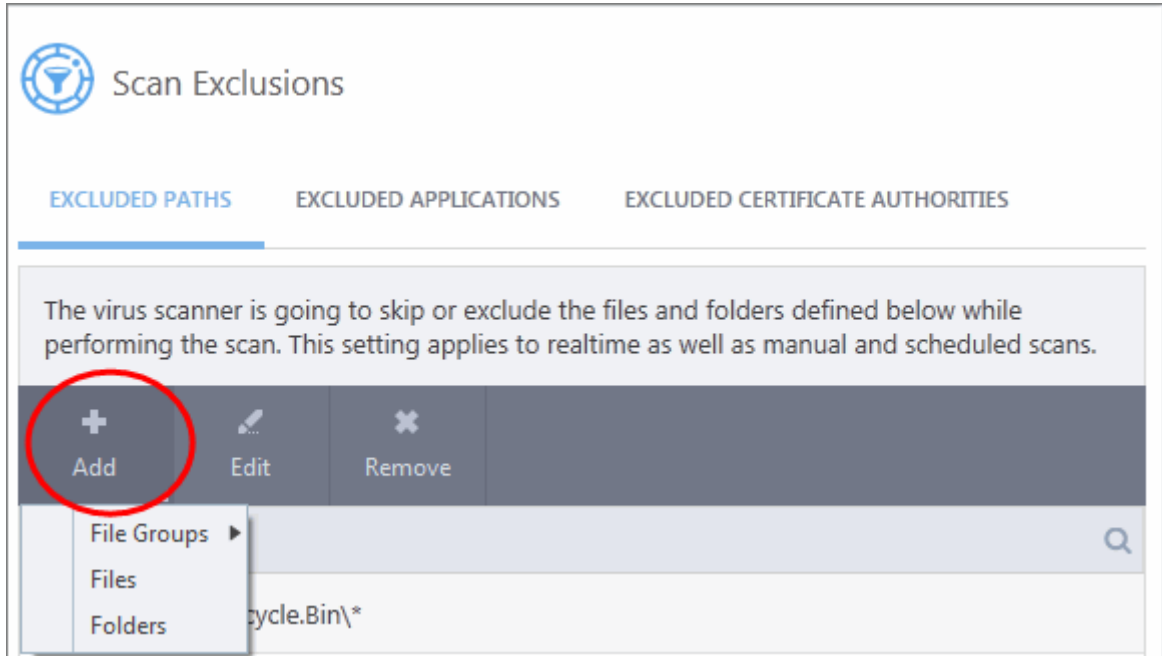 Scan Exclusions
EXCLUDED PATHS EXCLUDED APPLICATIONS EXCLUDED CERTIFICATE AUTHORITIES
The virus scanner is going to skip or exclude the files and folders defined below while
performing the scan. This setting applies to realtime as well as manual and scheduled scans.
Add Edit Remove
File Groups
Files
Folders
cycle.Bin\*